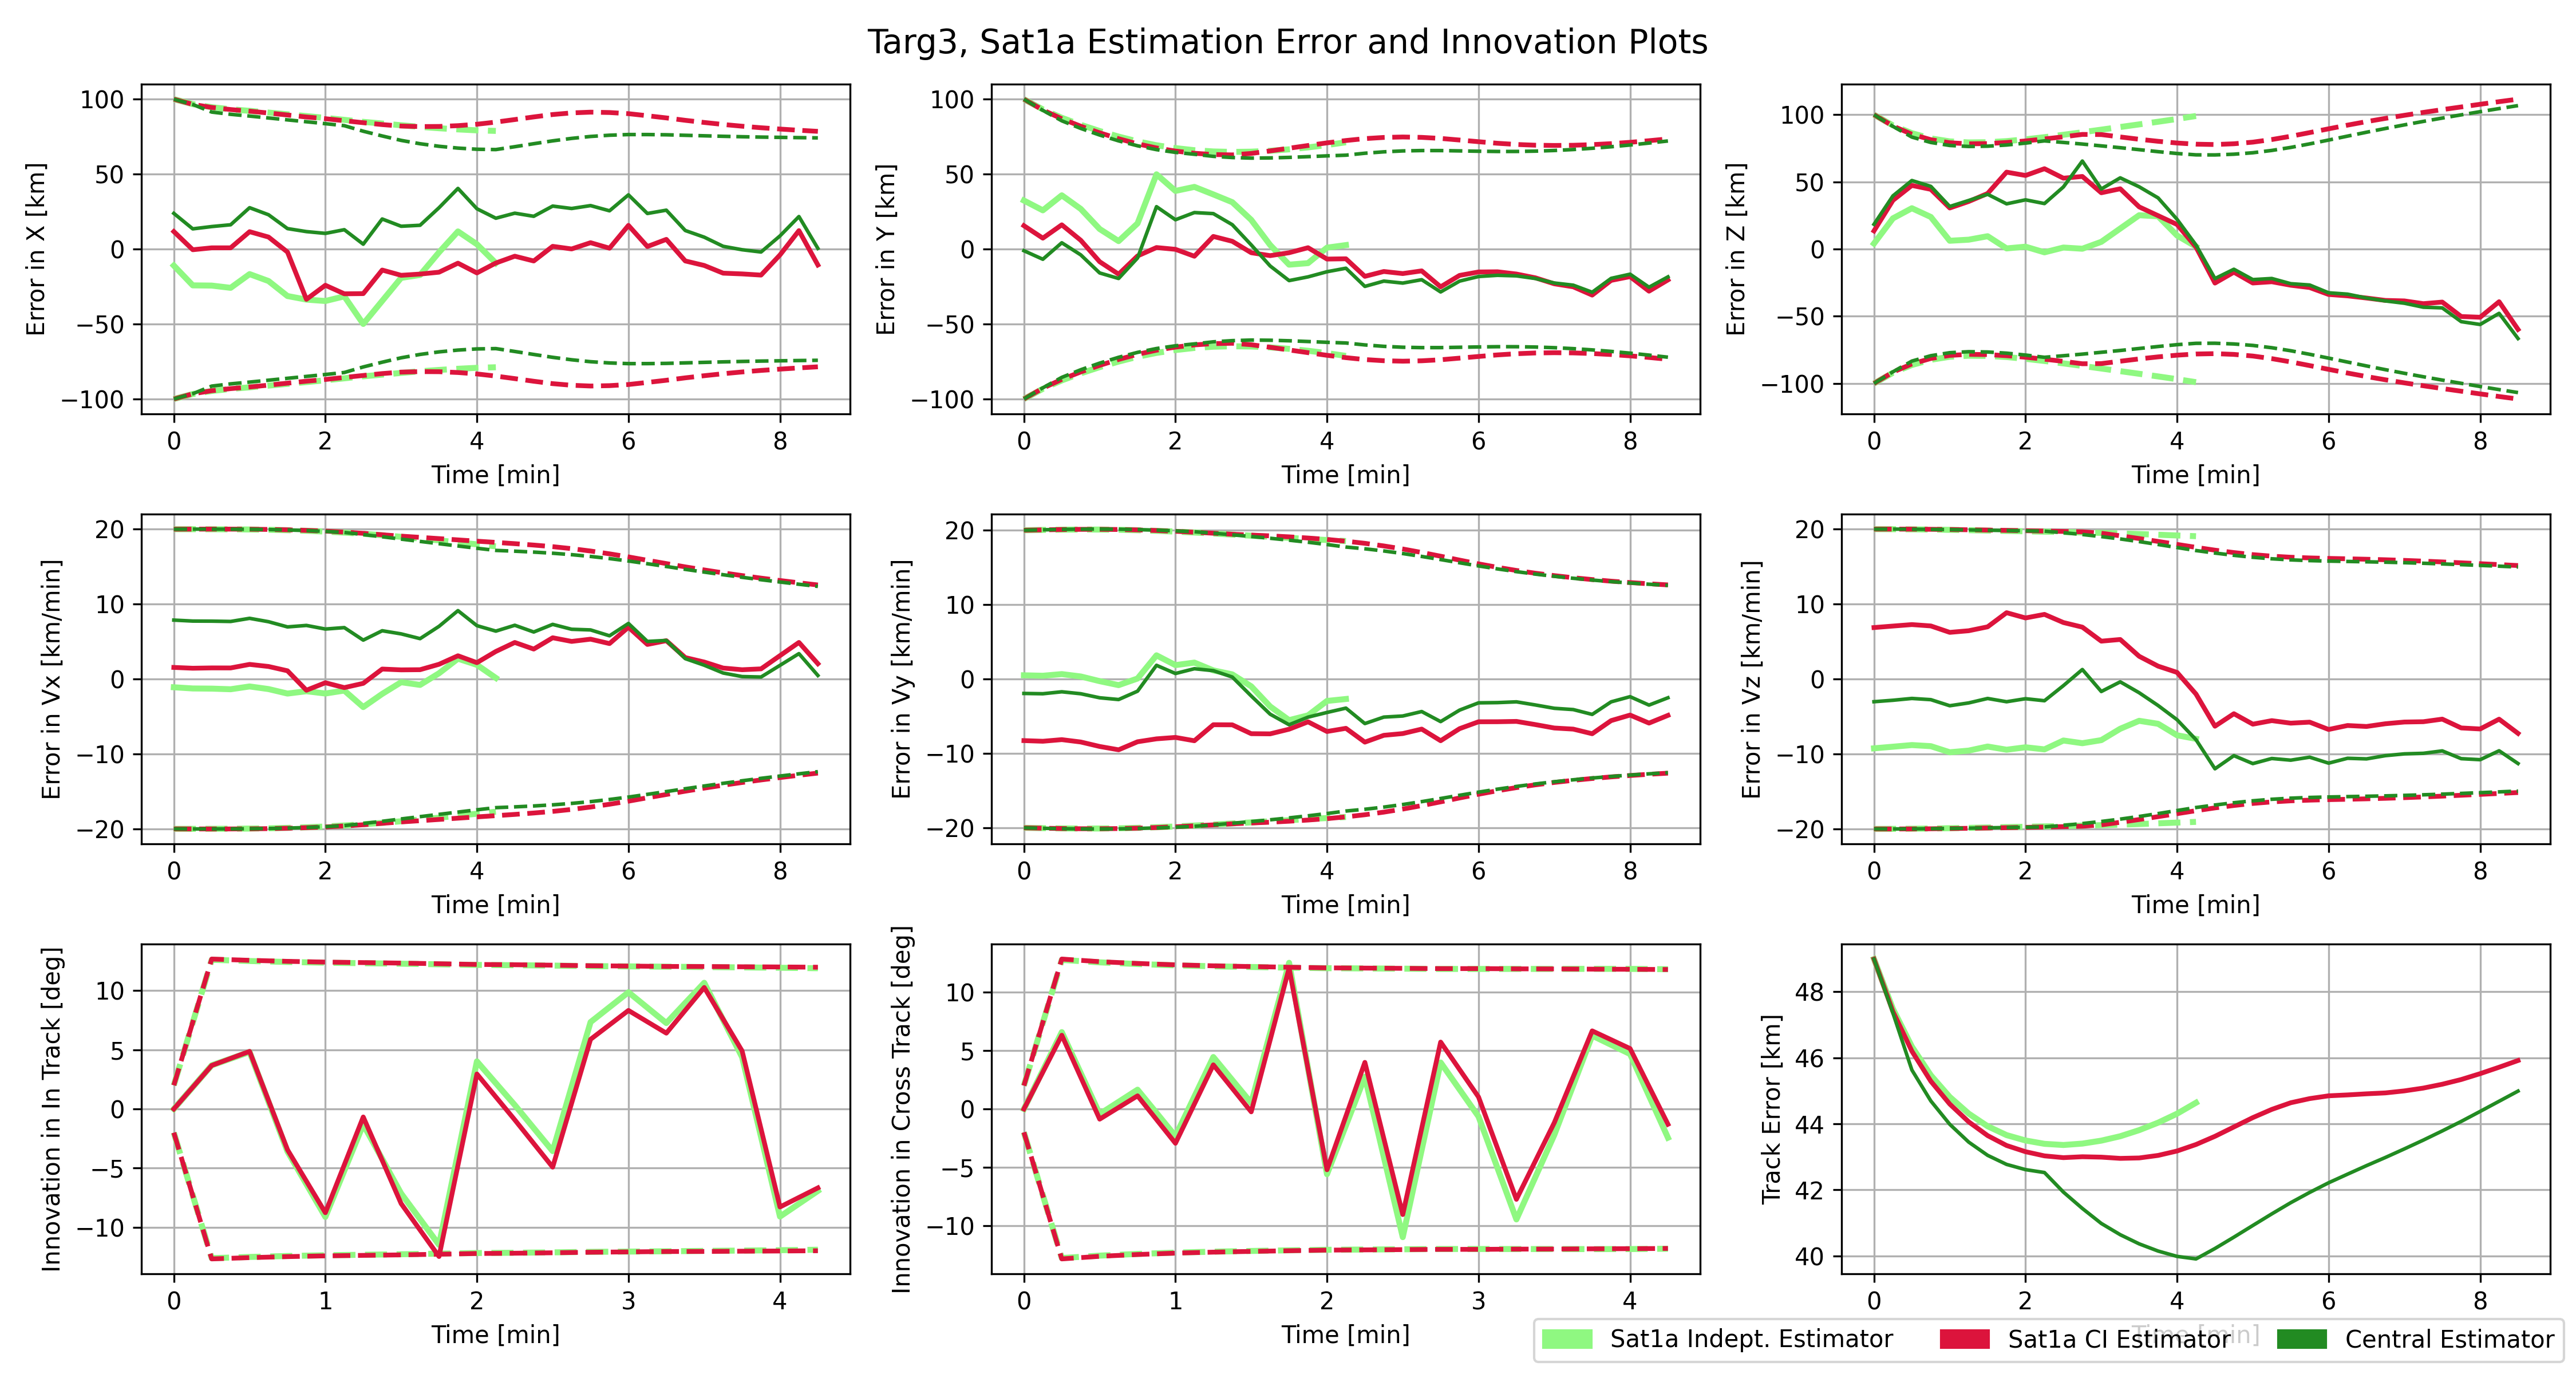 Targ3, Sat1a Estimation Error and Innovation Plots
Error in X [km]
100
50
0
−50
−100
0 2 4 6 8
Time [min]
Error in Y [km]
100
50
0
−50
−100
0 2 4 6 8
Time [min]
Error in Z [km]
100
50
0
−50
−100
0 2 4 6 8
Time [min]
Error in Vx [km/min]
20
10
0
−10
−20
0 2 4 6 8
Time [min]
Error in Vy [km/min]
20
10
0
−10
−20
0 2 4 6 8
Time [min]
Error in Vz [km/min]
20
10
0
−10
−20
0 2 4 6 8
Time [min]
Innovation in In Track [deg]
10
5
0
−5
−10
0 1 2 3 4
Time [min]
Innovation in Cross Track [deg]
10
5
0
−5
−10
0 1 2 3 4
Time [min]
Track Error [km]
48
46
44
42
40
0 2 4 6 8
Time [min]
Sat1a Indept. Estimator Sat1a CI Estimator Central Estimator